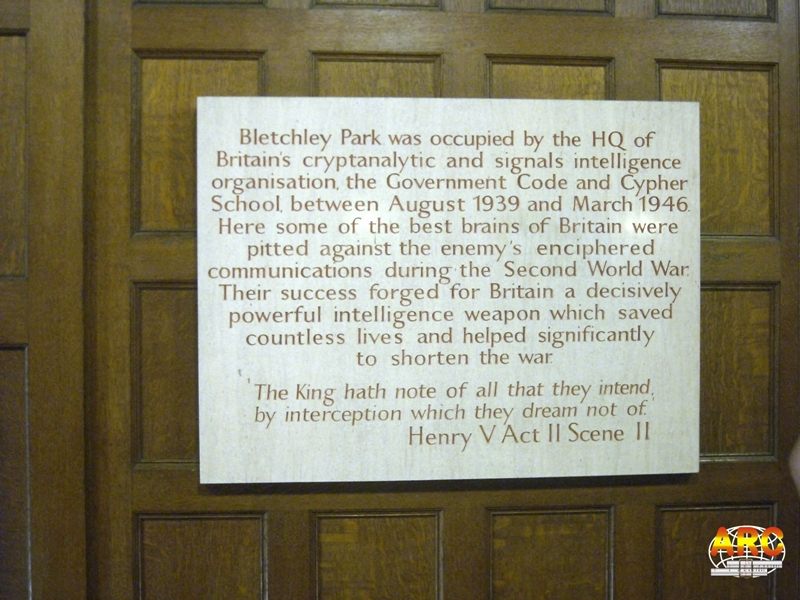 Bletchley Park was occupied by the HQ of
Britain's cryptanalytic and signals intelligence
organisation, the Government Code and Cypher
School, between August 1939 and March 1946.
Here some of the best brains of Britain were
pitted against the enemy's enciphered
communications during the Second World War.
Their success forged for Britain a decisively
powerful intelligence weapon which saved
countless lives and helped significantly
to shorten the war.
'The King hath note of all that they intend,
by interception which they dream not of.'
Henry V Act II Scene II
ARC